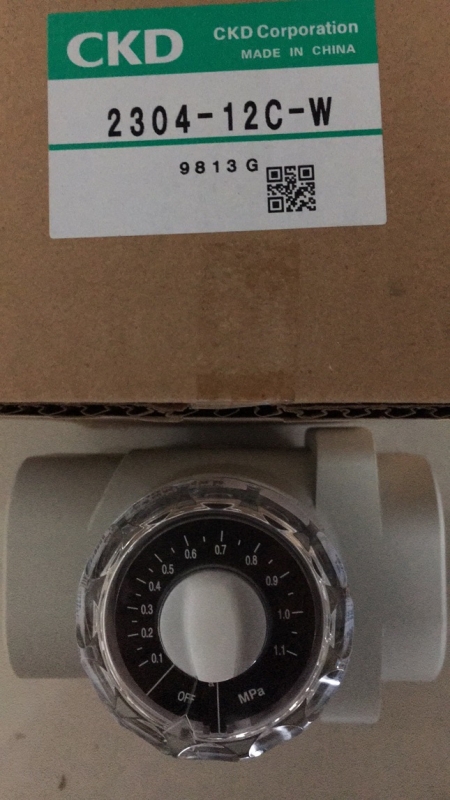 CKD
CKD Corporation
MADE IN CHINA
2304-12C-W
9813G
0.7
0.6
0.8
0.5
0.9
0.4
0.3
1.0
0.2
0.1
1.1
OFF
MPa